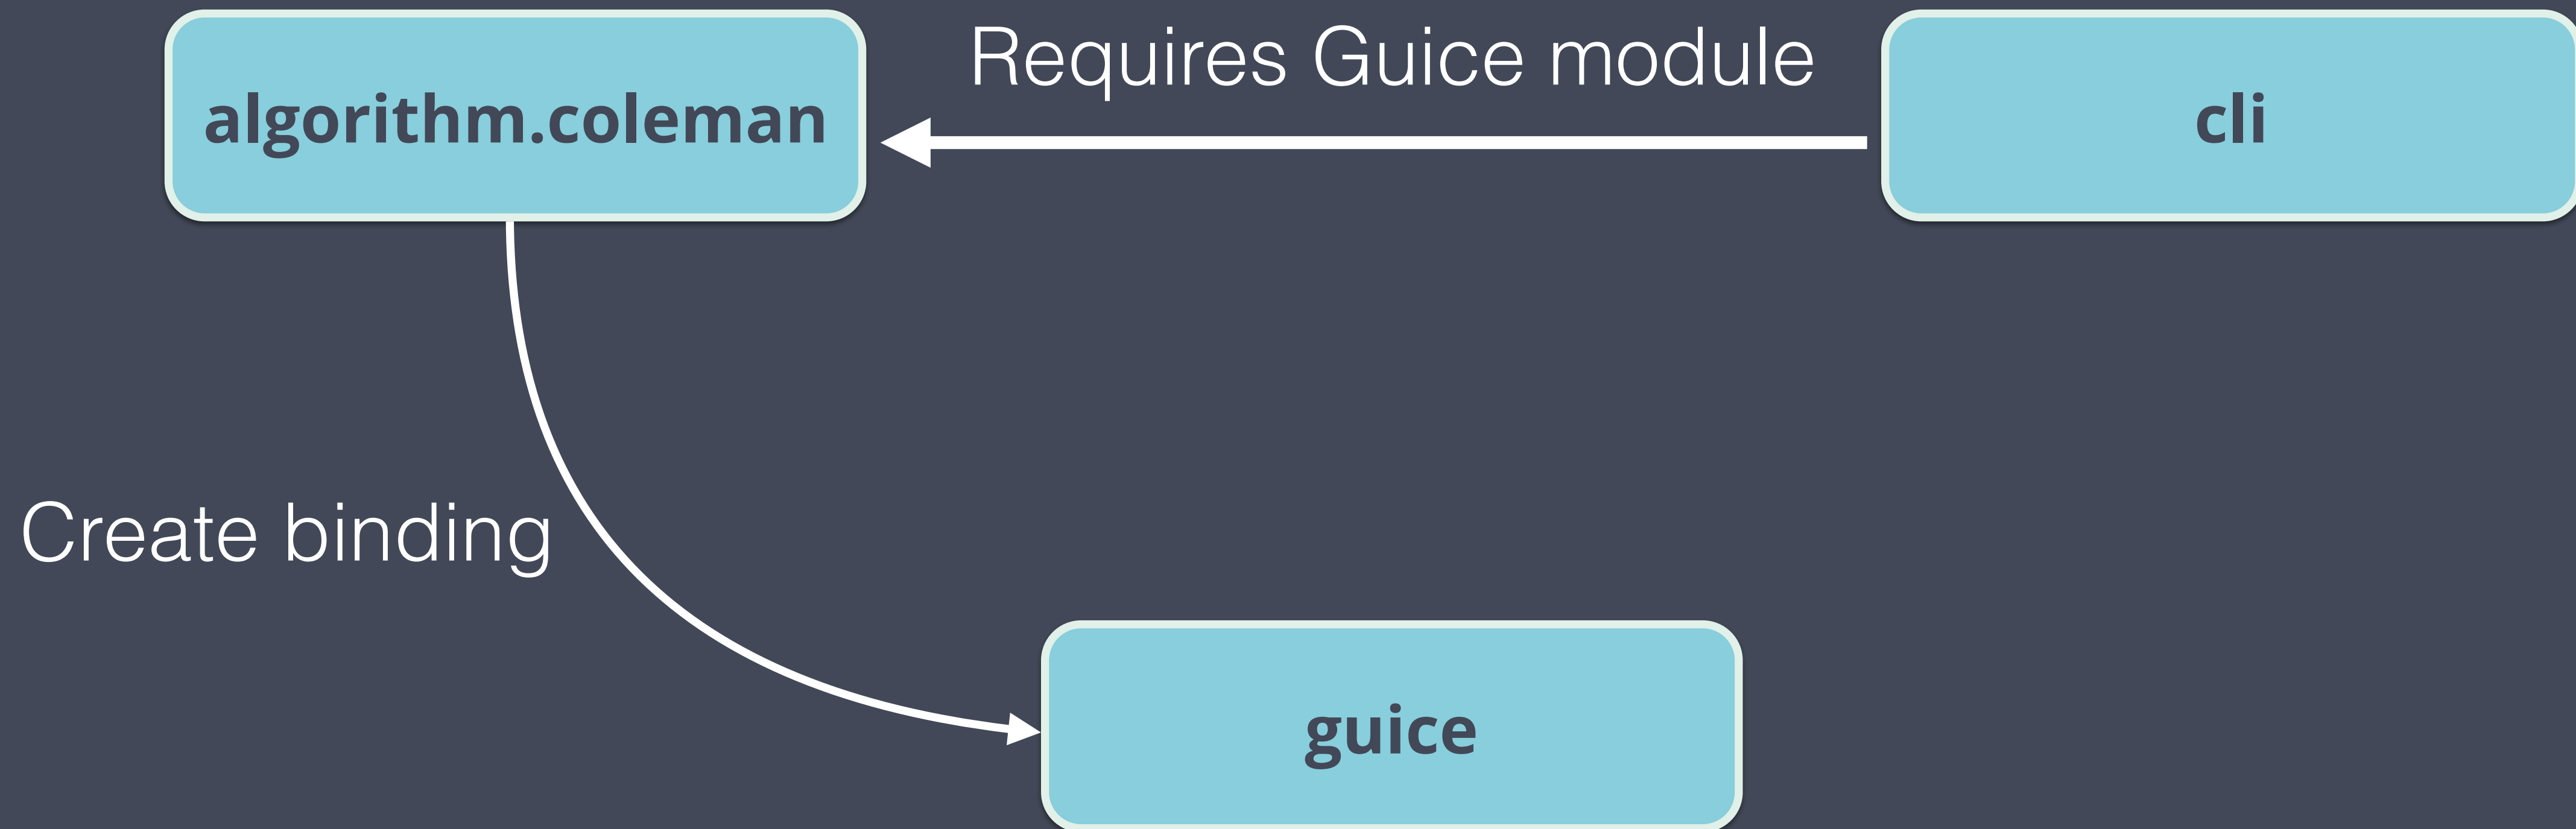 Requires Guice module
algorithm.coleman
cli
Create binding
guice